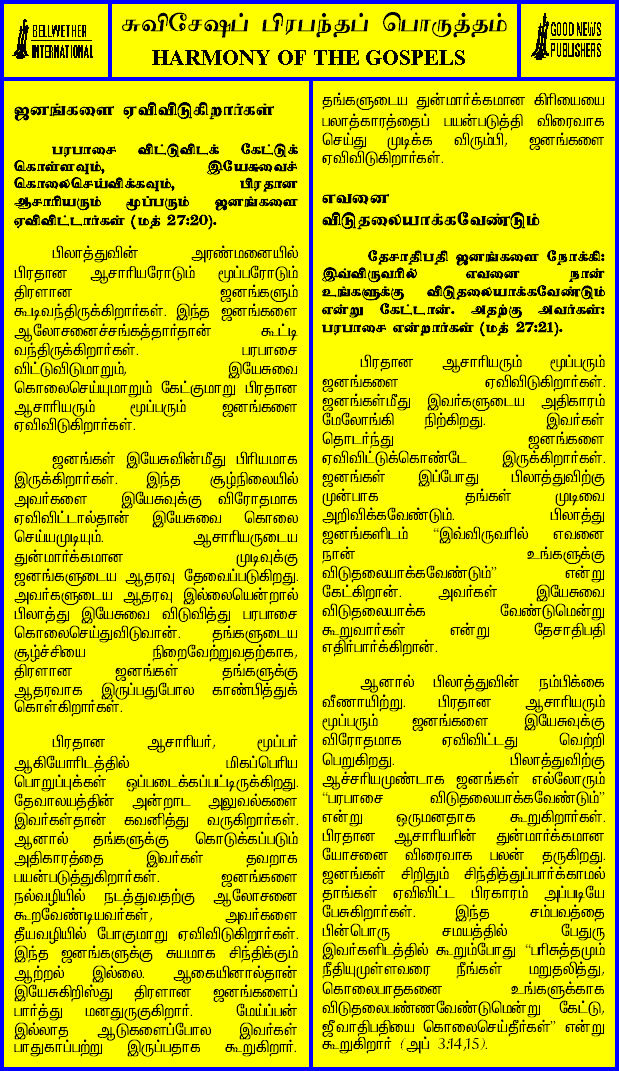 BELLWETHER
INTERNATIONAL
சுவிசேஷப் பிரபந்தப் பொருத்தம்
HARMONY OF THE GOSPELS
GOOD NEWS
PUBLISHERS
ஜனங்களை ஏவிவிடுகிறார்கள்
பரபாசை விட்டுவிடக் கேட்டுக்
கொள்ளவும், இயேசுவைச்
கொலைசெய்விக்கவும், பிரதான
ஆசாரியரும் மூப்பரும் ஜனங்களை
ஏவிவிட்டார்கள் (மத் 27:20).
பிலாத்துவின் அரண்மனையில்
பிரதான ஆசாரியரோடும் மூப்பரோடும்
திரளான ஜனங்களும்
கூடிவந்திருக்கிறார்கள். இந்த ஜனங்களை
ஆலோசனைச்சங்கத்தார்தான் கூட்டி
வந்திருக்கிறார்கள். பரபாசை
விட்டுவிடுமாறும், இயேசுவை
கொலைசெய்யுமாறும் கேட்குமாறு பிரதான
ஆசாரியரும் மூப்பரும் ஜனங்களை
ஏவிவிடுகிறார்கள்.
ஜனங்கள் இயேசுவின்மீது பிரியமாக
இருக்கிறார்கள். இந்த சூழ்நிலையில்
அவர்களை இயேசுவுக்கு விரோதமாக
ஏவிவிட்டால்தான் இயேசுவை கொலை
செய்யமுடியும். ஆசாரியருடைய
துன்மார்க்கமான முடிவுக்கு
ஜனங்களுடைய ஆதரவு தேவைப்படுகிறது.
அவர்களுடைய ஆதரவு இல்லையென்றால்
பிலாத்து இயேசுவை விடுவித்து பரபாசை
கொலைசெய்துவிடுவான். தங்களுடைய
சூழ்ச்சியை நிறைவேற்றுவதற்காக,
திரளான ஜனங்கள் தங்களுக்கு
ஆதரவாக இருப்பதுபோல காண்பித்துக்
கொள்கிறார்கள்.
பிரதான ஆசாரியர், மூப்பர்
ஆகியோரிடத்தில் மிகப்பெரிய
பொறுப்புக்கள் ஒப்படைக்கப்பட்டிருக்கிறது.
தேவாலயத்தின் அன்றாட அலுவல்களை
இவர்கள்தான் கவனித்து வருகிறார்கள்.
ஆனால் தங்களுக்கு கொடுக்கப்படும்
அதிகாரத்தை இவர்கள் தவறாக
பயன்படுத்துகிறார்கள். ஜனங்களை
நல்வழியில் நடத்துவதற்கு ஆலோசனை
கூறவேண்டியவர்கள், அவர்களை
தீயவழியில் போகுமாறு ஏவிவிடுகிறார்கள்.
இந்த ஜனங்களுக்கு சுயமாக சிந்திக்கும்
ஆற்றல் இல்லை. ஆகையினால்தான்
இயேசுகிறிஸ்து திரளான ஜனங்களைப்
பார்த்து மனதுருகுகிறார். மேய்ப்பன்
இல்லாத ஆடுகளைப்போல இவர்கள்
பாதுகாப்பற்று இருப்பதாக கூறுகிறார்.
தங்களுடைய துன்மார்க்கமான கிரியையை
பலாத்காரத்தைப் பயன்படுத்தி விரைவாக
செய்து முடிக்க விரும்பி, ஜனங்களை
ஏவிவிடுகிறார்கள்.
எவனை
விடுதலையாக்கவேண்டும்
தேசாதிபதி ஜனங்களை நோக்கி:
இவ்விருவரில் எவனை நான்
உங்களுக்கு விடுதலையாக்கவேண்டும்
என்று கேட்டான். அதற்கு அவர்கள்:
பரபாசை என்றார்கள் (மத் 27:21).
பிரதான ஆசாரியரும் மூப்பரும்
ஜனங்களை ஏவிவிடுகிறார்கள்.
ஜனங்கள்மீது இவர்களுடைய அதிகாரம்
மேலோங்கி நிற்கிறது. இவர்கள்
தொடர்ந்து ஜனங்களை
ஏவிவிட்டுக்கொண்டே இருக்கிறார்கள்.
ஜனங்கள் இப்போது பிலாத்துவிற்கு
முன்பாக தங்கள் முடிவை
அறிவிக்கவேண்டும். பிலாத்து
ஜனங்களிடம் “இவ்விருவரில் எவனை
நான் உங்களுக்கு
விடுதலையாக்கவேண்டும்” என்று
கேட்கிறான். அவர்கள் இயேசுவை
விடுதலையாக்க வேண்டுமென்று
கூறுவார்கள் என்று தேசாதிபதி
எதிர்பார்க்கிறான்.
ஆனால் பிலாத்துவின் நம்பிக்கை
வீணாயிற்று. பிரதான ஆசாரியரும்
மூப்பரும் ஜனங்களை இயேசுவுக்கு
விரோதமாக ஏவிவிட்டது வெற்றி
பெறுகிறது. பிலாத்துவிற்கு
ஆச்சரியமுண்டாக ஜனங்கள் எல்லோரும்
“பரபாசை விடுதலையாக்கவேண்டும்”
என்று ஒருமனதாக கூறுகிறார்கள்.
பிரதான ஆசாரியரின் துன்மார்க்கமான
யோசனை விரைவாக பலன் தருகிறது.
ஜனங்கள் சிறிதும் சிந்தித்துப்பார்க்காமல்
தாங்கள் ஏவிவிட்ட பிரகாரம் அப்படியே
பேசுகிறார்கள். இந்த சம்பவத்தை
பின்பொரு சமயத்தில் பேதுரு
இவர்களிடத்தில் கூறும்போது “பரிசுத்தமும்
நீதியுமுள்ளவரை நீங்கள் மறுதலித்து,
கொலைபாதகனை உங்களுக்காக
விடுதலைபண்ணவேண்டுமென்று கேட்டு,
ஜீவாதிபதியை கொலைசெய்தீர்கள்” என்று
கூறுகிறார் (அப் 3:14,15).